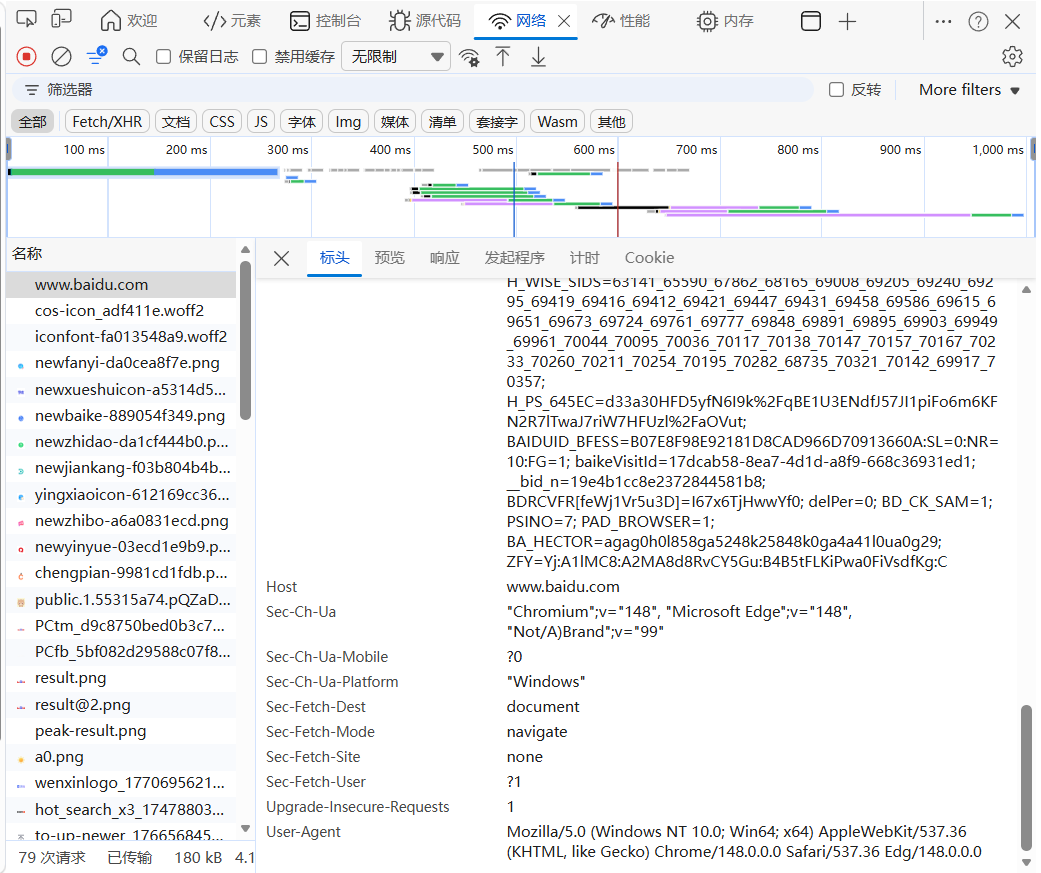 欢迎 元素 控制台 源代码 网络 性能 内存
保留日志 禁用缓存 无限制
筛选器 反转 More filters
全部 Fetch/XHR 文档 CSS JS 字体 Img 媒体 清单 套接字 Wasm 其他
100 ms 200 ms 300 ms 400 ms 500 ms 600 ms 700 ms 800 ms 900 ms 1,000 ms
名称
www.baidu.com
cos-icon_adf411e.woff2
iconfont-fa013548a9.woff2
newfanyi-da0cea8f7e.png
newxueshuicon-a5314d5...
newbaike-889054f349.png
newzhidao-da1cf444b0.p...
newjiankang-f03b804b4b...
yingxiaoicon-612169cc36...
newzhibo-a6a0831ecd.png
newyinyue-03ecd1e9b9.p...
chengpian-9981cd1fdb.p...
public.1.55315a74.pQZaD...
PCtm_d9c8750bed0b3c7...
PCfb_5bf082d29588c07f8...
result.png
result@2.png
peak-result.png
a0.png
wenxinlogo_1770695621...
hot_search_x3_17478803...
to-up-newer_176656845...
79 次请求 已传输 180 kB 4.1
标头 预览 响应 发起程序 计时 Cookie
H_WISE_SIDS=63141_65590_67862_68165_69008_69205_69240_692
95_69419_69416_69412_69421_69447_69431_69458_69586_69615_6
9651_69673_69724_69761_69777_69848_69891_69895_69903_69949
_69961_70044_70095_70036_70117_70138_70147_70157_70167_702
33_70260_70211_70254_70195_70282_68735_70321_70142_69917_7
0357;
H_PS_645EC=d33a30HFD5yfN6I9k%2FqBE1U3ENdfJ57JI1piFo6m6KF
N2R7lTwaJ7riW7HFUzl%2FaOVut;
BAIDUID_BFESS=B07E8F98E92181D8CAD966D70913660A:SL=0:NR=
10:FG=1; baikeVisitId=17dcab58-8ea7-4d1d-a8f9-668c36931ed1;
__bid_n=19e4b1cc8e2372844581b8;
BDRCVFR[feWj1Vr5u3D]=I67x6TjHwwYf0; delPer=0; BD_CK_SAM=1;
PSINO=7; PAD_BROWSER=1;
BA_HECTOR=agag0h0l858ga5248k25848k0ga4a41l0ua0g29;
ZFY=Yj:A1lMC8:A2MA8d8RvCY5Gu:B4B5tFLKiPwa0FiVsdfKg:C
Host www.baidu.com
Sec-Ch-Ua "Chromium";v="148", "Microsoft Edge";v="148",
"Not/A)Brand";v="99"
Sec-Ch-Ua-Mobile ?0
Sec-Ch-Ua-Platform "Windows"
Sec-Fetch-Dest document
Sec-Fetch-Mode navigate
Sec-Fetch-Site none
Sec-Fetch-User ?1
Upgrade-Insecure-Requests 1
User-Agent Mozilla/5.0 (Windows NT 10.0; Win64; x64) AppleWebKit/537.36
(KHTML, like Gecko) Chrome/148.0.0.0 Safari/537.36 Edg/148.0.0.0